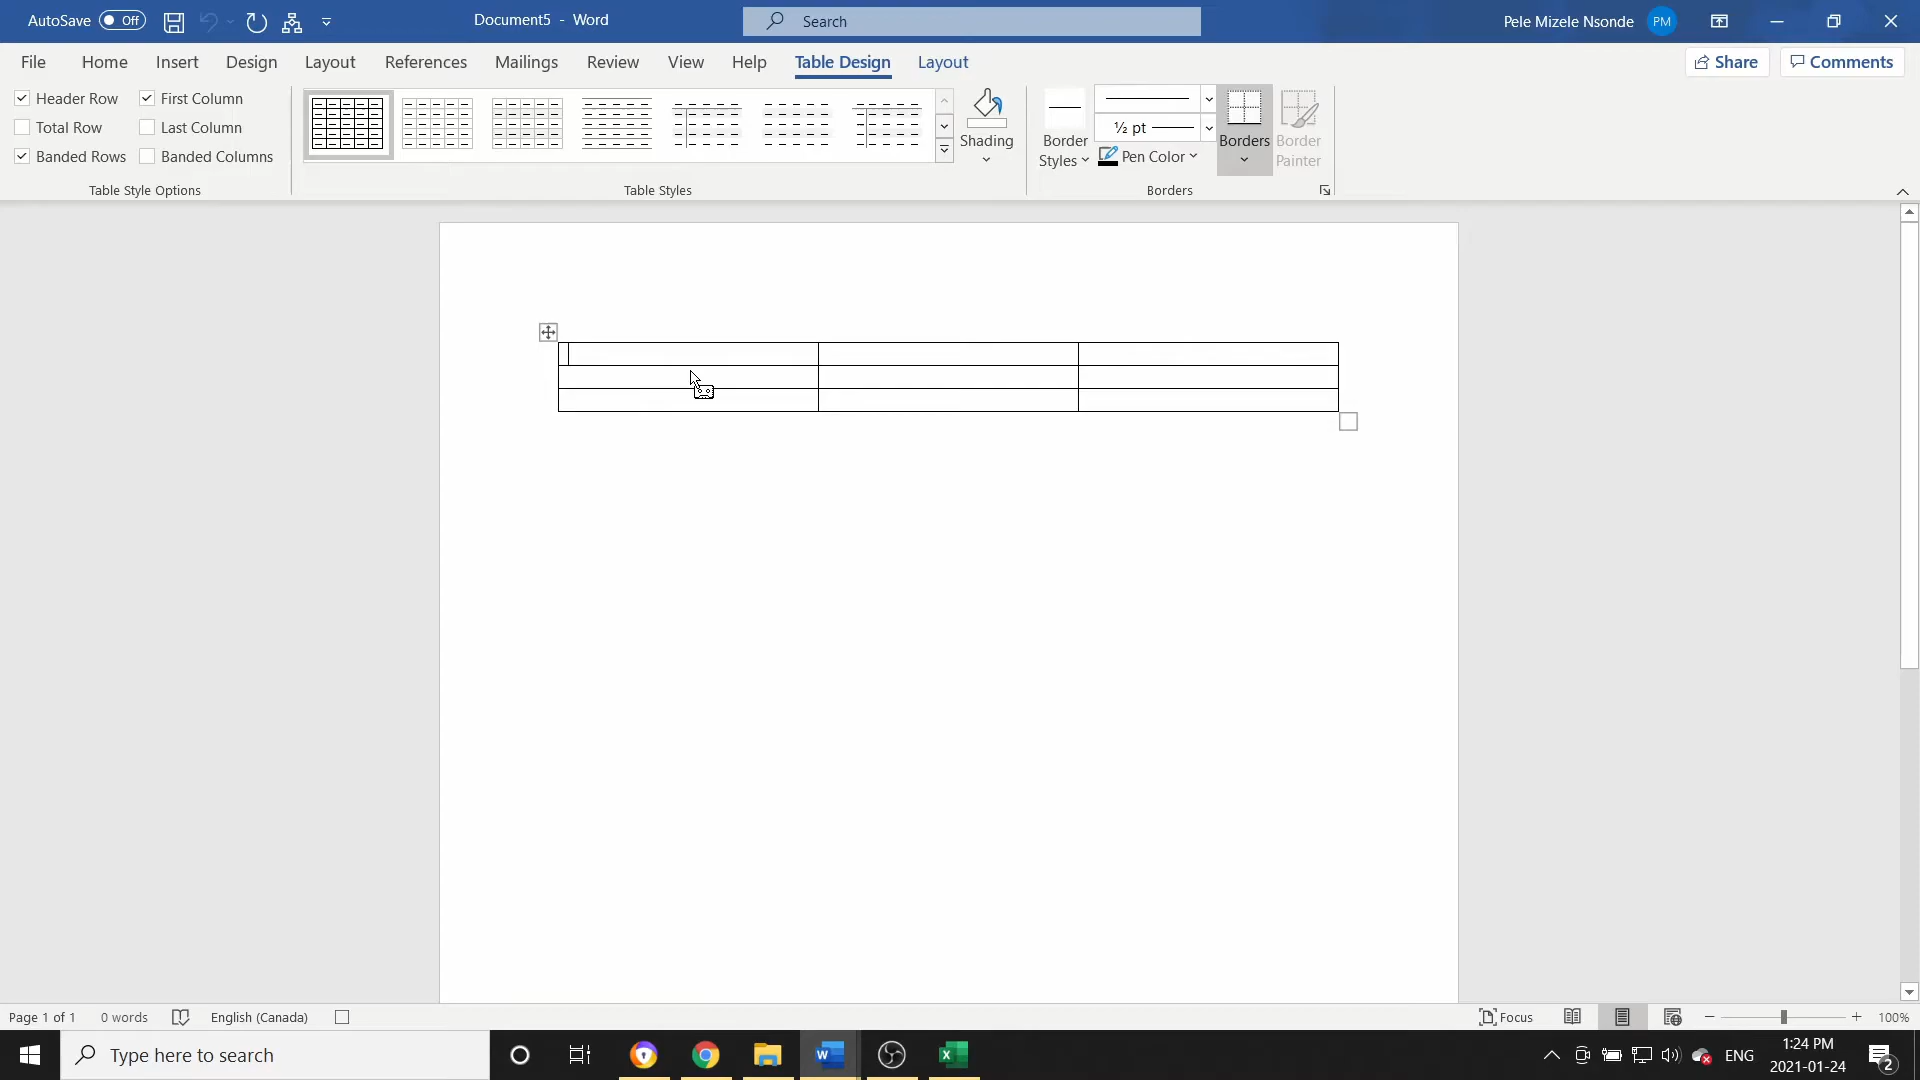 AutoSave Off
Document5 - Word
Search
Pele Mizele Nsonde PM
File Home Insert Design Layout References Mailings Review View Help Table Design Layout
Share Comments
Header Row First Column
Total Row Last Column
Banded Rows Banded Columns
Table Style Options
Table Styles
Shading
Border Styles
½ pt
Pen Color
Borders
Border Painter
Borders
Page 1 of 1 0 words English (Canada)
Focus 100%
Type here to search
ENG
1:24 PM
2021-01-24
2